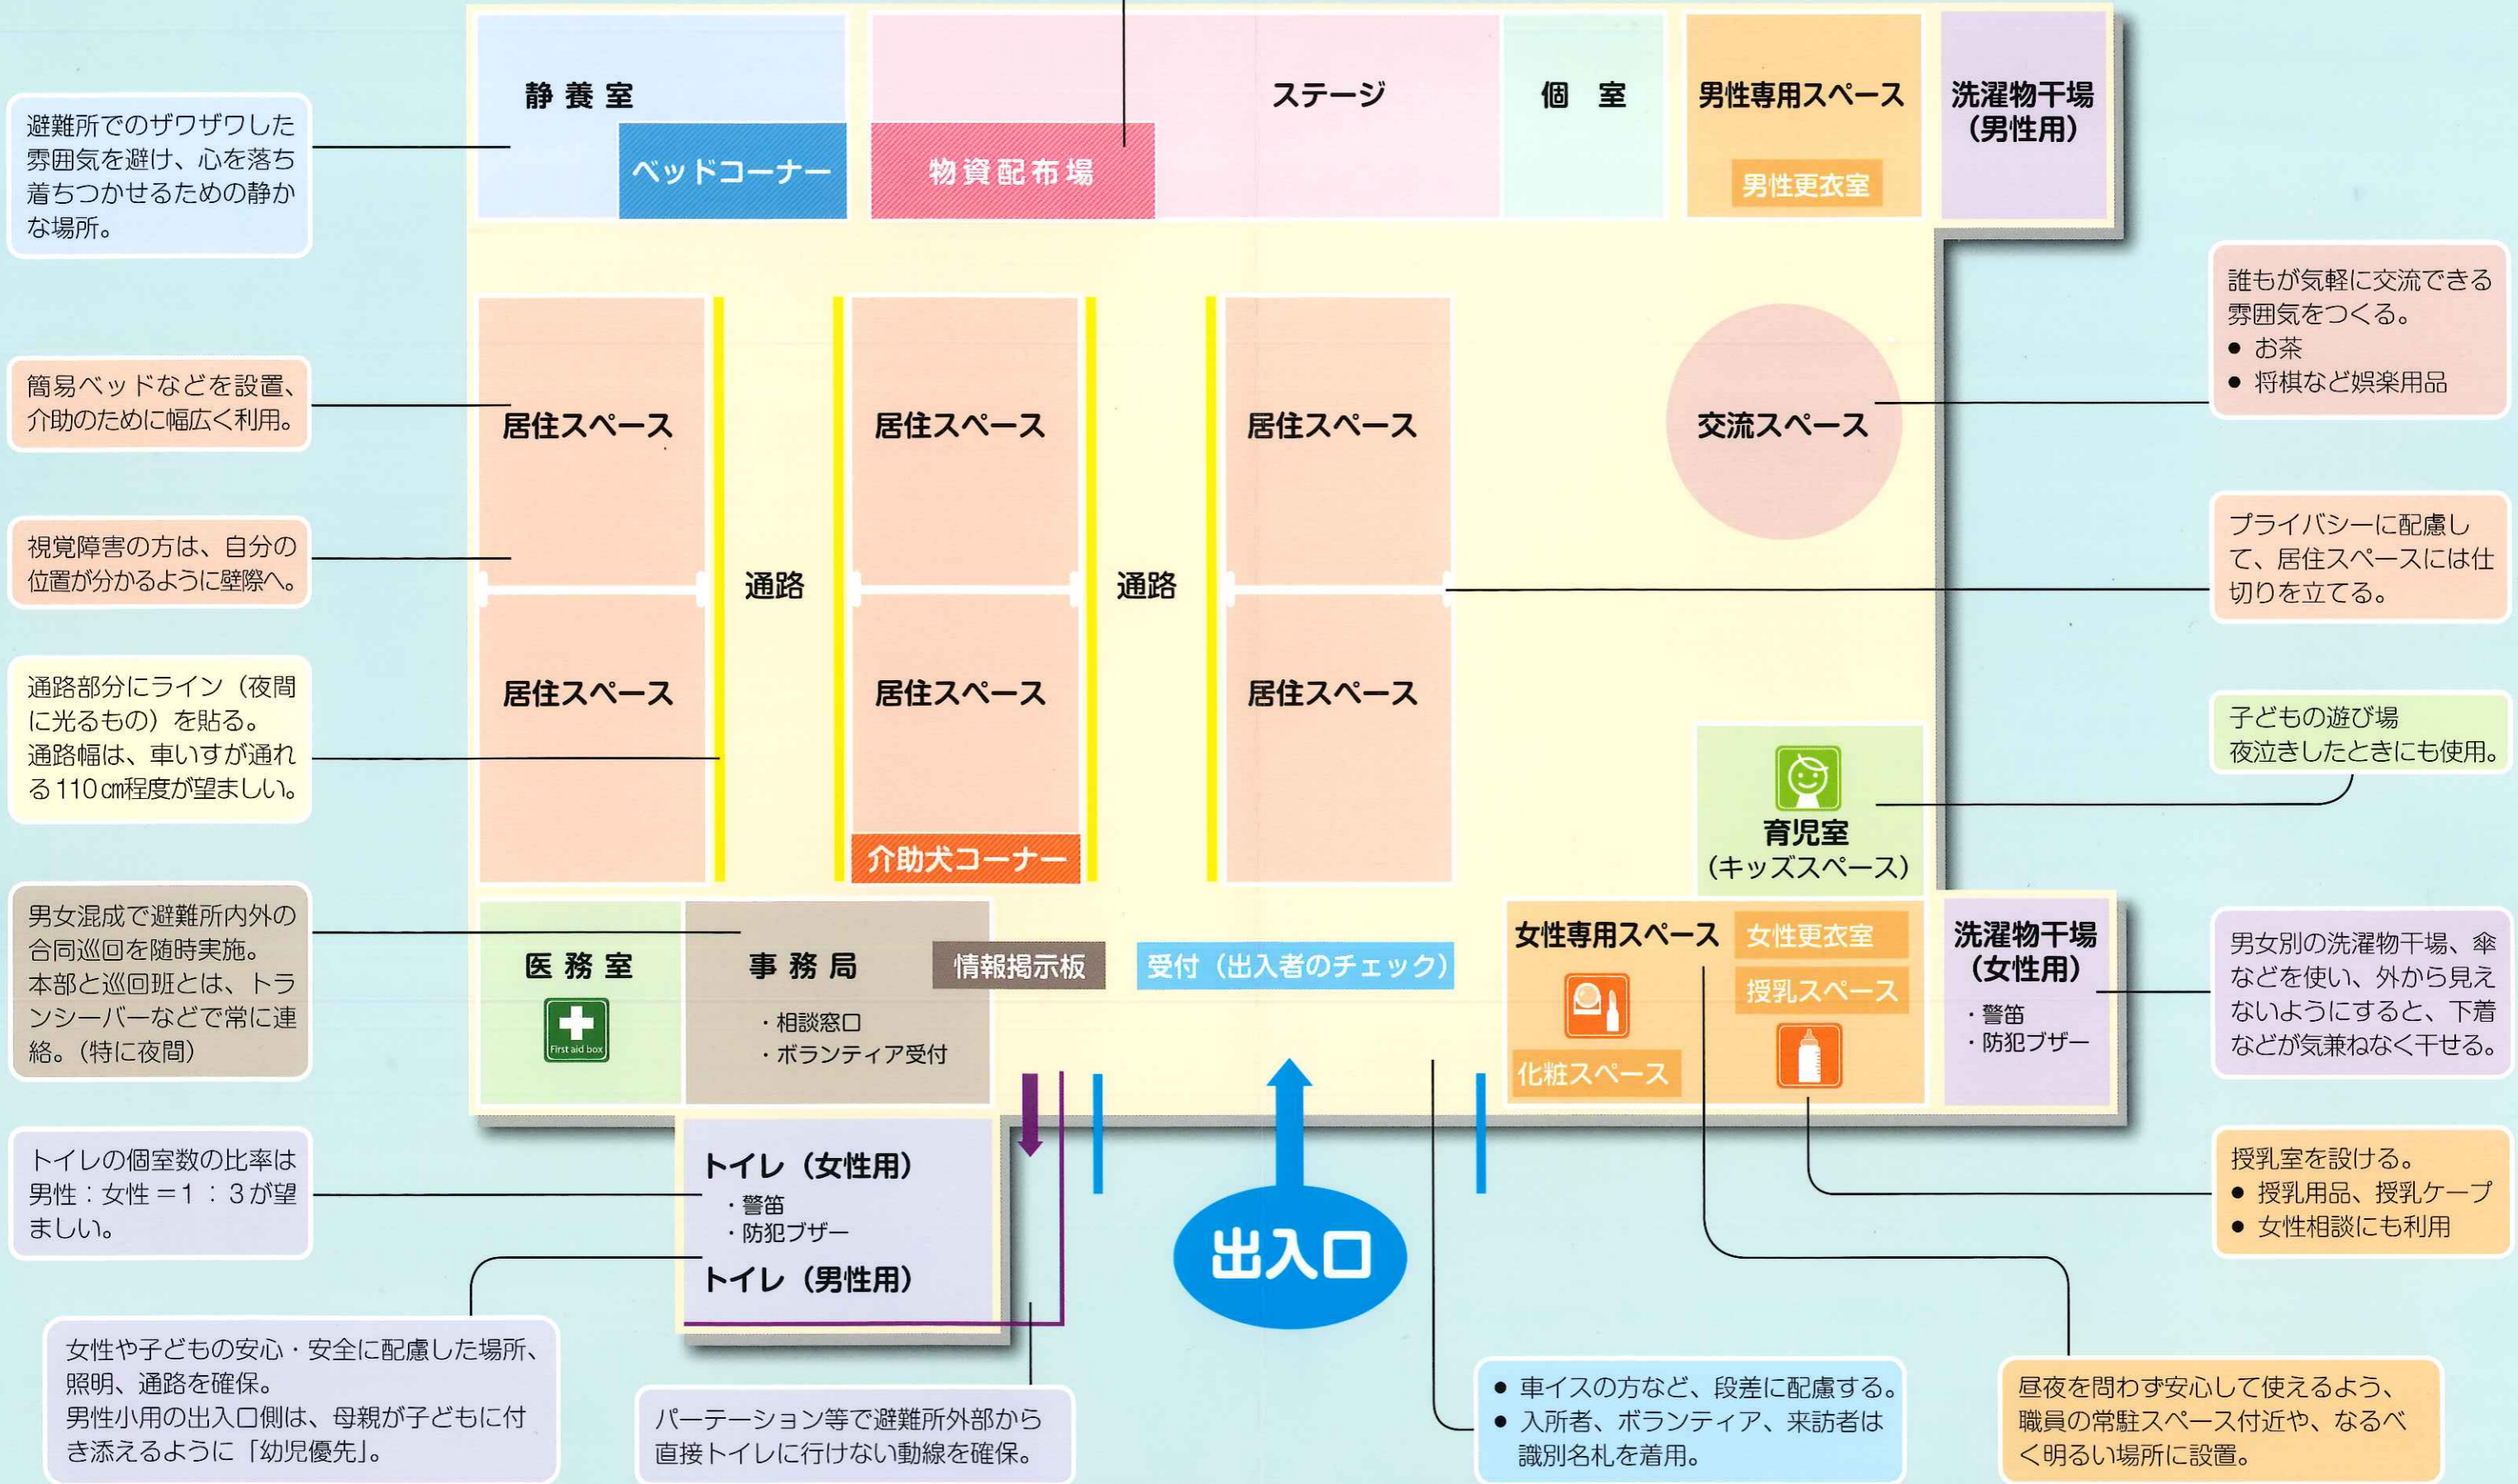 静養室
ベッドコーナー
物資配布場
ステージ
個室
男性専用スペース
男性更衣室
洗濯物干場
(男性用)
避難所でのザワザワした
雰囲気を避け、心を落ち
着ちつかせるための静か
な場所。
簡易ベッドなどを設置、
介助のために幅広く利用。
視覚障害の方は、自分の
位置が分かるように壁際へ。
通路部分にライン(夜間
に光るもの)を貼る。
通路幅は、車いすが通れ
る110㎝程度が望ましい。
男女混成で避難所内外の
合同巡回を随時実施。
本部と巡回班とは、トラ
ンシーバーなどで常に連
絡。(特に夜間)
トイレの個室数の比率は
男性:女性=1:3が望
ましい。
女性や子どもの安心・安全に配慮した場所、
照明、通路を確保。
男性小用の出入口側は、母親が子どもに付
き添えるように「幼児優先」。
居住スペース
居住スペース
居住スペース
交流スペース
通路
通路
居住スペース
居住スペース
居住スペース
介助犬コーナー
育児室
(キッズスペース)
医務室
First aid box
事務局
・相談窓口
・ボランティア受付
情報掲示板
受付(出入者のチェック)
女性専用スペース
女性更衣室
授乳スペース
化粧スペース
洗濯物干場
(女性用)
・警笛
・防犯ブザー
トイレ(女性用)
・警笛
・防犯ブザー
トイレ(男性用)
出入口
誰もが気軽に交流できる
雰囲気をつくる。
● お茶
● 将棋など娯楽用品
プライバシーに配慮し
て、居住スペースには仕
切りを立てる。
子どもの遊び場
夜泣きしたときにも使用。
男女別の洗濯物干場、傘
などを使い、外から見え
ないようにすると、下着
などが気兼ねなく干せる。
授乳室を設ける。
● 授乳用品、授乳ケープ
● 女性相談にも利用
パーテーション等で避難所外部から
直接トイレに行けない動線を確保。
● 車イスの方など、段差に配慮する。
● 入所者、ボランティア、来訪者は
識別名札を着用。
昼夜を問わず安心して使えるよう、
職員の常駐スペース付近や、なるべ
く明るい場所に設置。